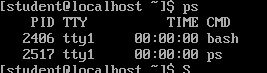 [student@localhost ~]$ ps
    PID TTY          TIME CMD
   2406 tty1     00:00:00 bash
   2517 tty1     00:00:00 ps
[student@localhost ~]$ S